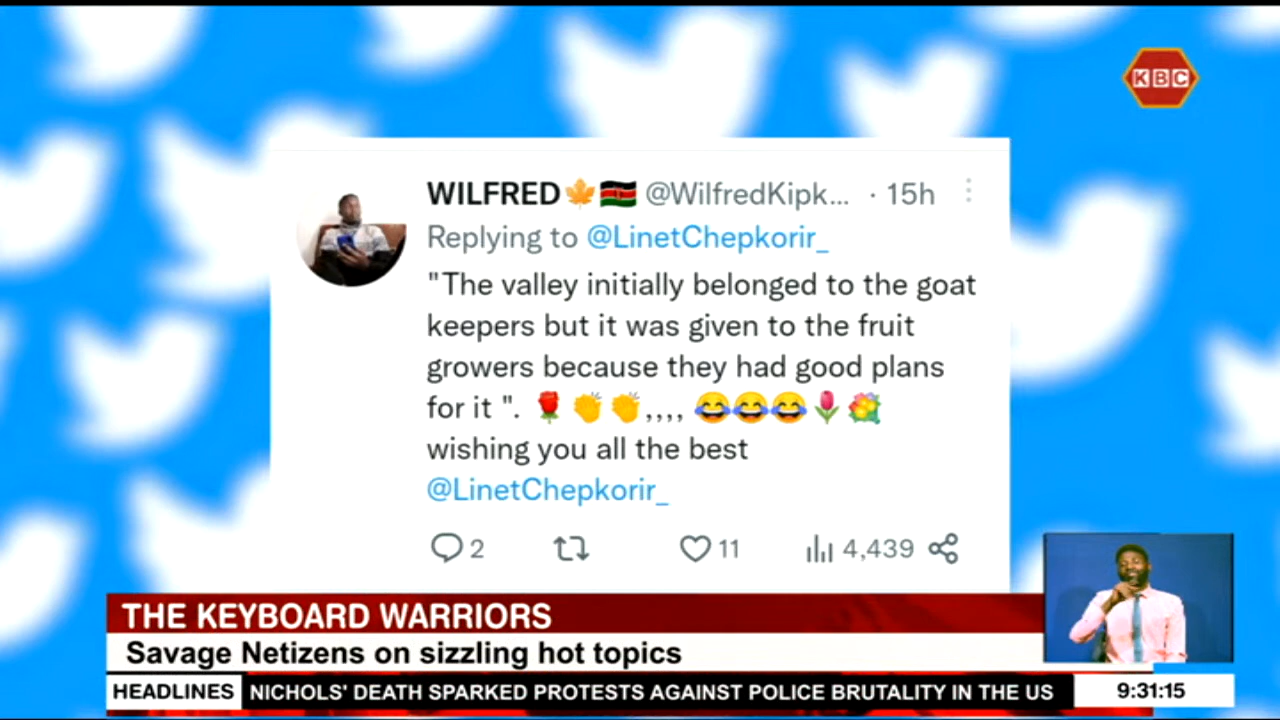 KBC
WILFRED🍁🇰🇪 @WilfredKipk... · 15h
Replying to @LinetChepkorir_
"The valley initially belonged to the goat
keepers but it was given to the fruit
growers because they had good plans
for it ". 🌹👏👏,,,, 😂😂😂🌷💐
wishing you all the best
@LinetChepkorir_
2 11 4,439
THE KEYBOARD WARRIORS
Savage Netizens on sizzling hot topics
HEADLINES NICHOLS' DEATH SPARKED PROTESTS AGAINST POLICE BRUTALITY IN THE US 9:31:15